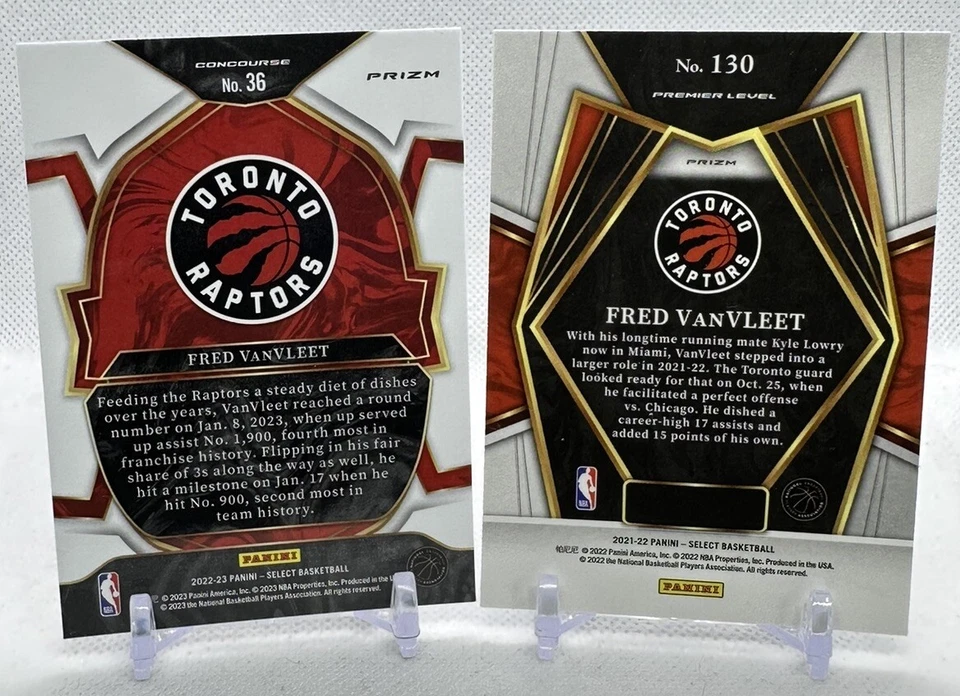 CONCOURSE
No. 36
PRIZM
TORONTO
RAPTORS
FRED VANVLEET
Feeding the Raptors a steady diet of dishes
over the years, VanVleet reached a round
number on Jan. 8, 2023, when up served
up assist No. 1,900, fourth most in
franchise history. Flipping in his fair
share of 3s along the way as well, he
hit a milestone on Jan. 17 when he
hit No. 900, second most in
team history.
PANINI
2022-23 PANINI – SELECT BASKETBALL
© 2023 Panini America, Inc. © 2023 NBA Properties, Inc. Produced in the
© 2023 the National Basketball Players Association. All rights reserved.
NBA
No. 130
PREMIER LEVEL
PRIZM
TORONTO
RAPTORS
FRED VANVLEET
With his longtime running mate Kyle Lowry
now in Miami, VanVleet stepped into a
larger role in 2021-22. The Toronto guard
looked ready for that on Oct. 25, when
he facilitated a perfect offense
vs. Chicago. He dished a
career-high 17 assists and
added 15 points of his own.
NBA
2021-22 PANINI – SELECT BASKETBALL
帕尼尼 © 2022 Panini America, Inc. © 2022 NBA Properties, Inc. Produced in the USA.
© 2022 the National Basketball Players Association. All rights reserved.
PANINI